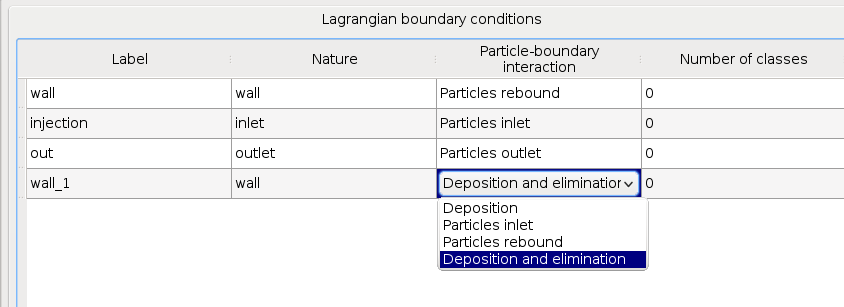 Lagrangian boundary conditions
Label Nature Particle-boundary interaction Number of classes
wall wall Particles rebound 0
injection inlet Particles inlet 0
out outlet Particles outlet 0
wall_1 wall Deposition and elimination 0
Deposition
Particles inlet
Particles rebound
Deposition and elimination